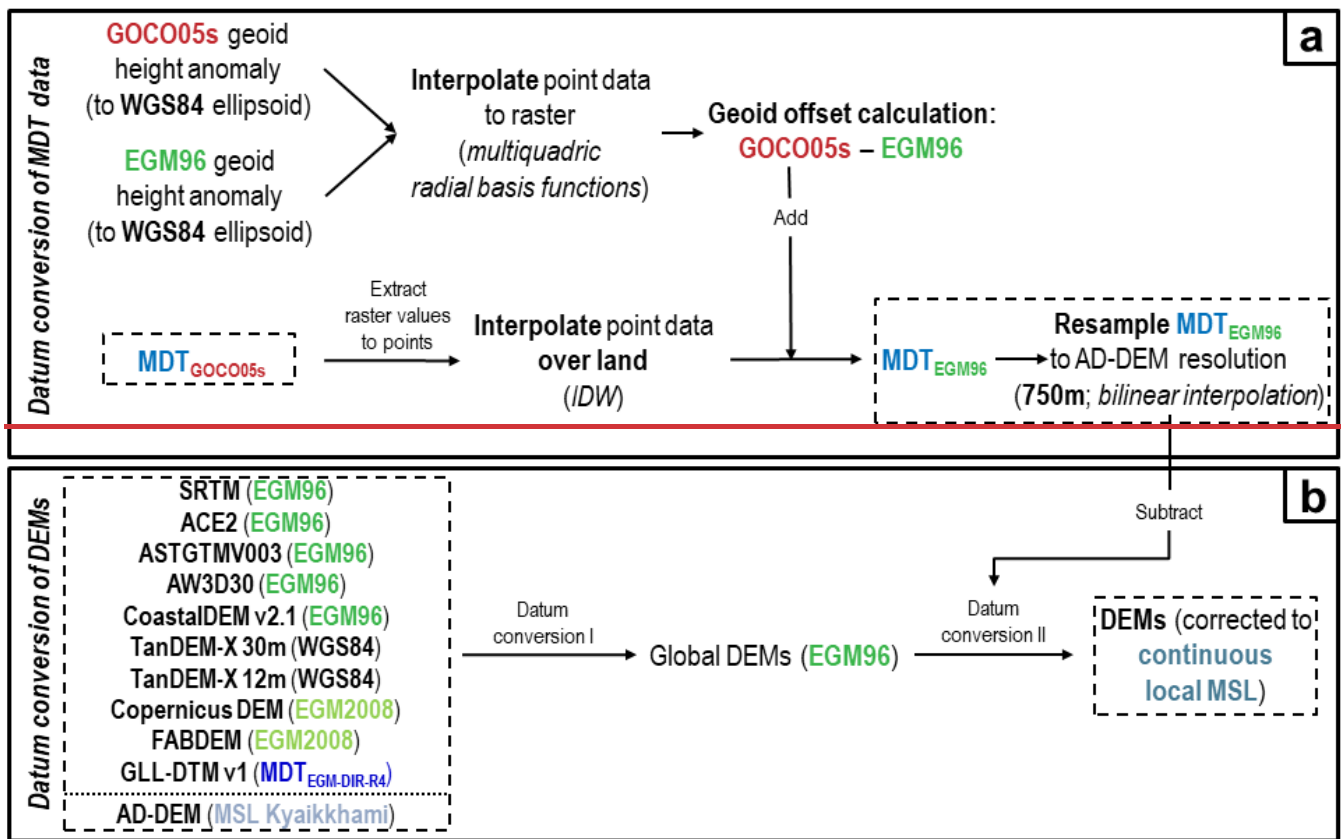 a
Datum conversion of MDT data
GOCO05s geoid
height anomaly
(to WGS84 ellipsoid)
EGM96 geoid
height anomaly
(to WGS84 ellipsoid)
Interpolate point data
to raster
(multiquadric
radial basis functions)
Geoid offset calculation:
GOCO05s – EGM96
Add
MDTGOCO05s
Extract
raster values
to points
Interpolate point data
over land
(IDW)
MDTEGM96
Resample MDTEGM96
to AD-DEM resolution
(750m; bilinear interpolation)
b
Datum conversion of DEMs
SRTM (EGM96)
ACE2 (EGM96)
ASTGTMV003 (EGM96)
AW3D30 (EGM96)
CoastalDEM v2.1 (EGM96)
TanDEM-X 30m (WGS84)
TanDEM-X 12m (WGS84)
Copernicus DEM (EGM2008)
FABDEM (EGM2008)
GLL-DTM v1 (MDTEGM-DIR-R4)
AD-DEM (MSL Kyaikkhami)
Datum
conversion I
Global DEMs (EGM96)
Subtract
Datum
conversion II
DEMs (corrected to
continuous
local MSL)